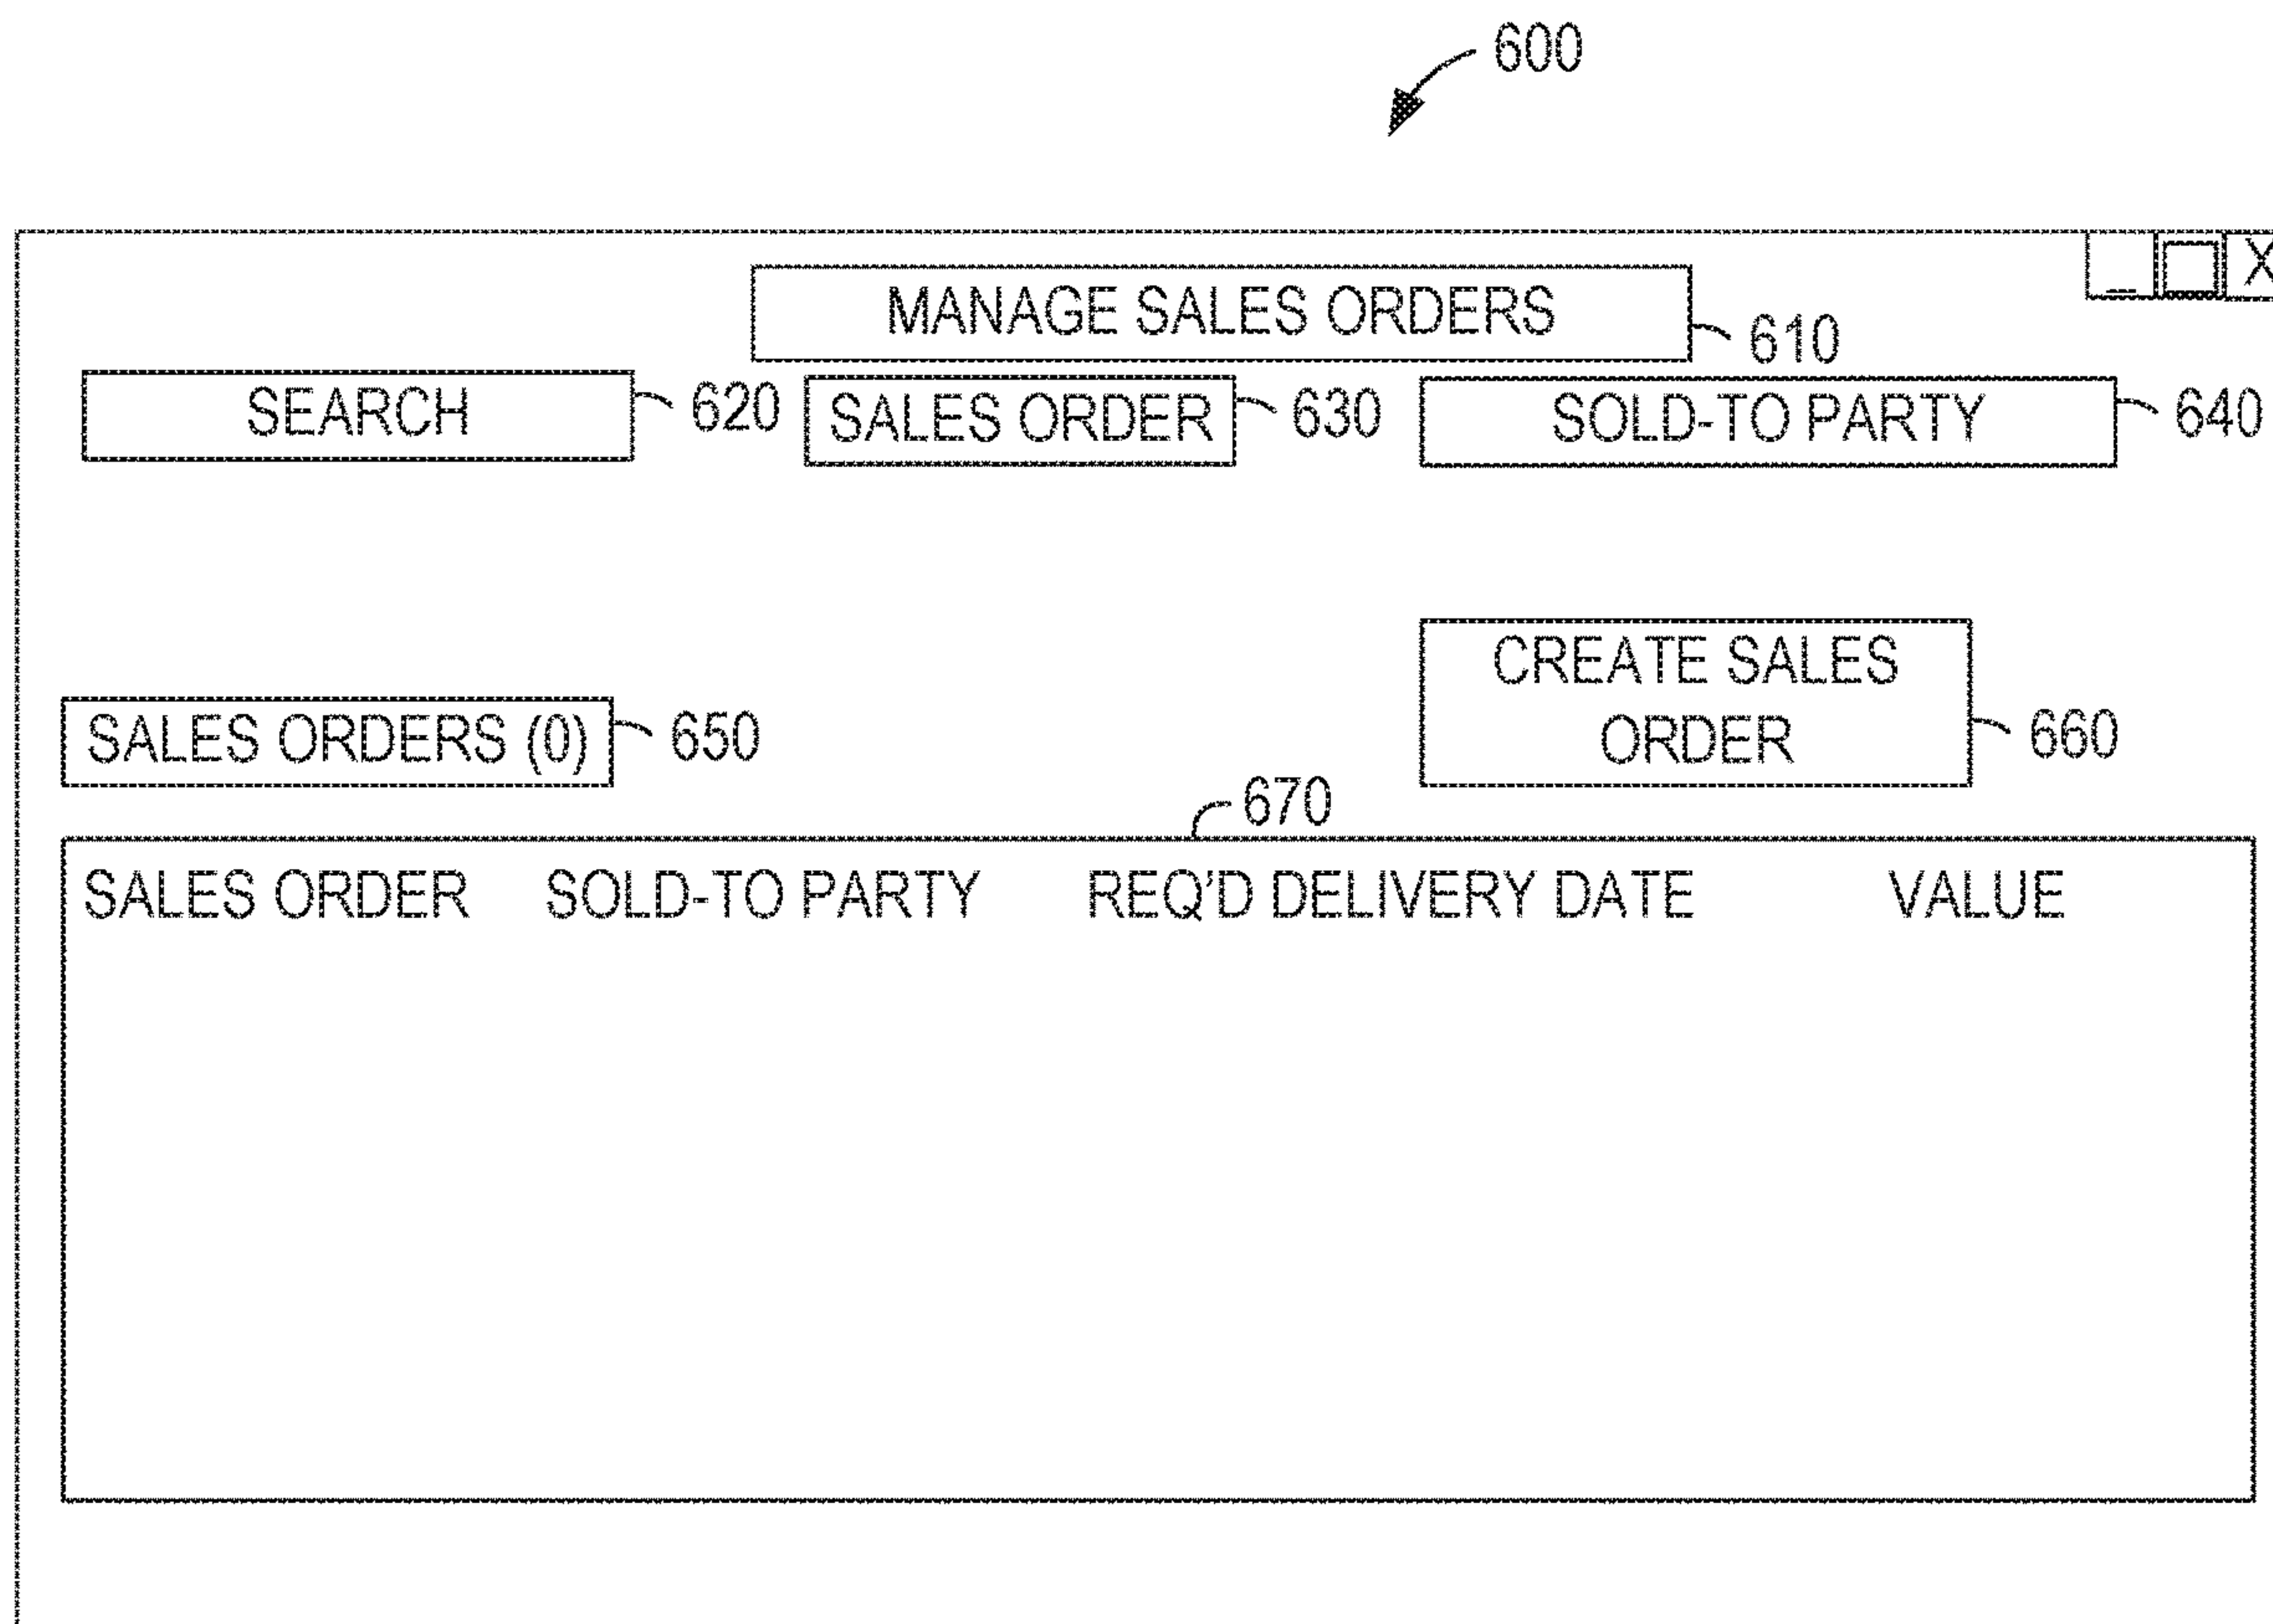 600
_ X
MANAGE SALES ORDERS
610
SEARCH 620 SALES ORDER 630 SOLD-TO PARTY 640
CREATE SALES
ORDER
660
SALES ORDERS (0) 650
670
SALES ORDER SOLD-TO PARTY REQ'D DELIVERY DATE VALUE